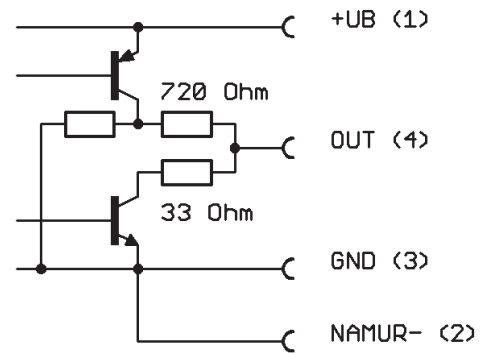 +UB (1)
720 Ohm
OUT (4)
33 Ohm
GND (3)
NAMUR- (2)